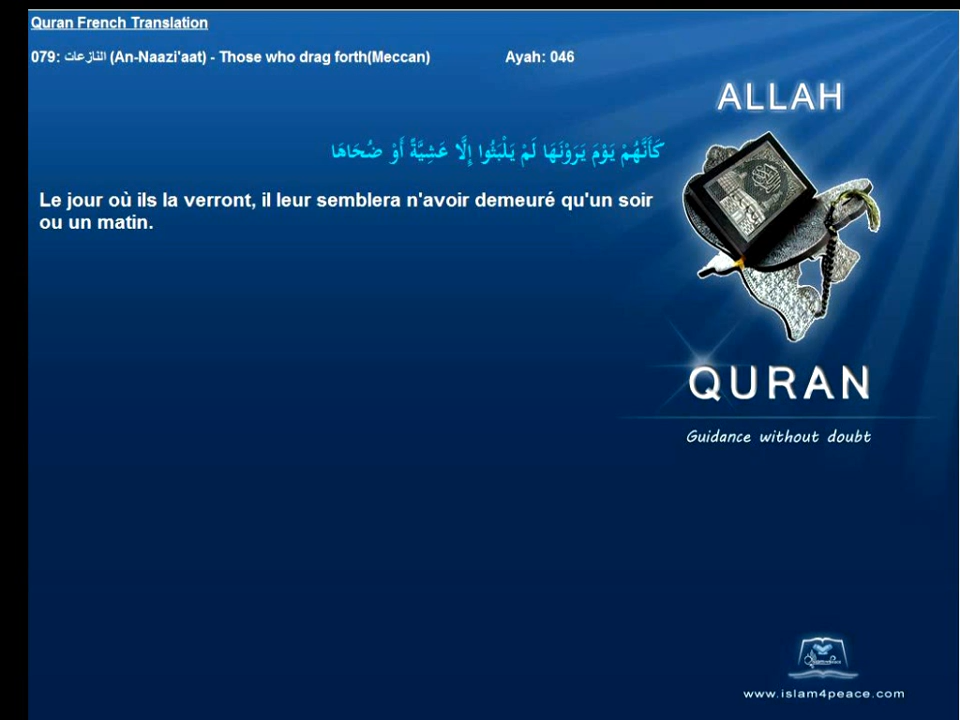 Quran French Translation
079: النازعات (An-Naazi'aat) - Those who drag forth(Meccan) Ayah: 046
ALLAH
كَأَنَّهُمْ يَوْمَ يَرَوْنَهَا لَمْ يَلْبَثُوا إِلَّا عَشِيَّةً أَوْ ضُحَاهَا
Le jour où ils la verront, il leur semblera n'avoir demeuré qu'un soir
ou un matin.
QURAN
Guidance without doubt
www.islam4peace.com